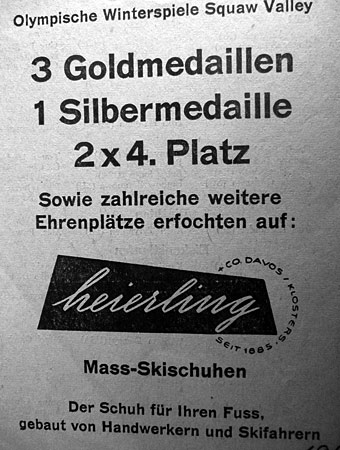 Olympische Winterspiele Squaw Valley
3 Goldmedaillen
1 Silbermedaille
2 x 4. Platz
Sowie zahlreiche weitere
Ehrenplätze erfochten auf:
heierling
+ CO. DAVOS / KLOSTERS · SEIT 1885 ·
Mass-Skischuhen
Der Schuh für Ihren Fuss,
gebaut von Handwerkern und Skifahrern